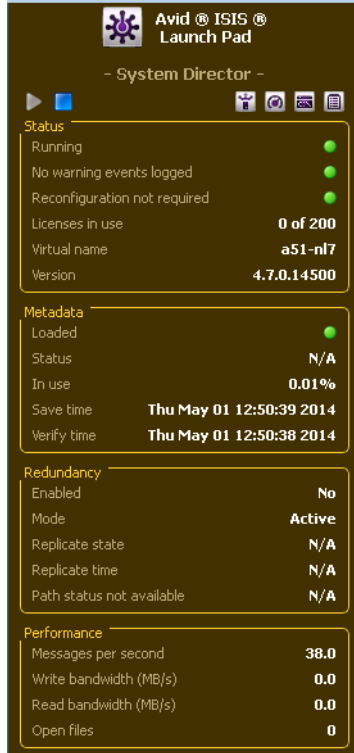 Avid ® ISIS ®
Launch Pad
- System Director -
Status
Running
No warning events logged
Reconfiguration not required
Licenses in use 0 of 200
Virtual name a51-nl7
Version 4.7.0.14500
Metadata
Loaded
Status N/A
In use 0.01%
Save time Thu May 01 12:50:39 2014
Verify time Thu May 01 12:50:38 2014
Redundancy
Enabled No
Mode Active
Replicate state N/A
Replicate time N/A
Path status not available N/A
Performance
Messages per second 38.0
Write bandwidth (MB/s) 0.0
Read bandwidth (MB/s) 0.0
Open files 0